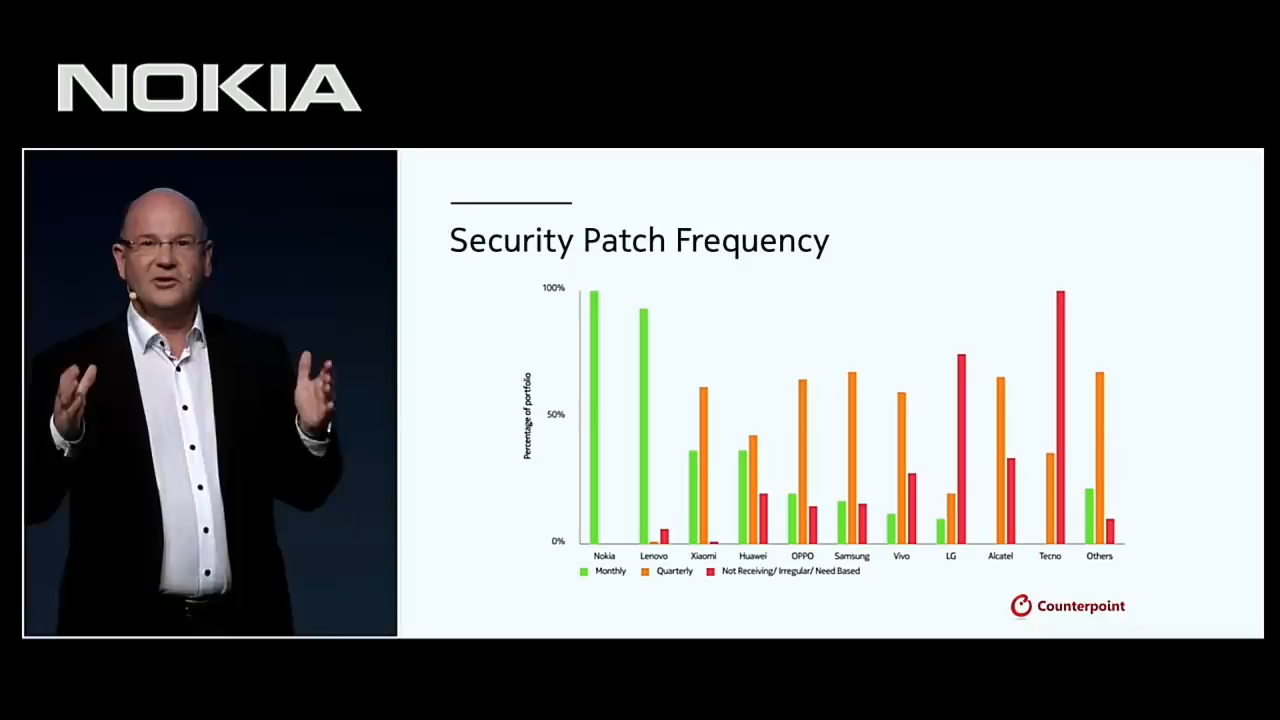 NOKIA
Security Patch Frequency
100%
50%
0%
Percentage of portfolio
Nokia Lenovo Xiaomi Huawei OPPO Samsung Vivo LG Alcatel Tecno Others
Monthly Quarterly Not Receiving/ Irregular/ Need Based
Counterpoint